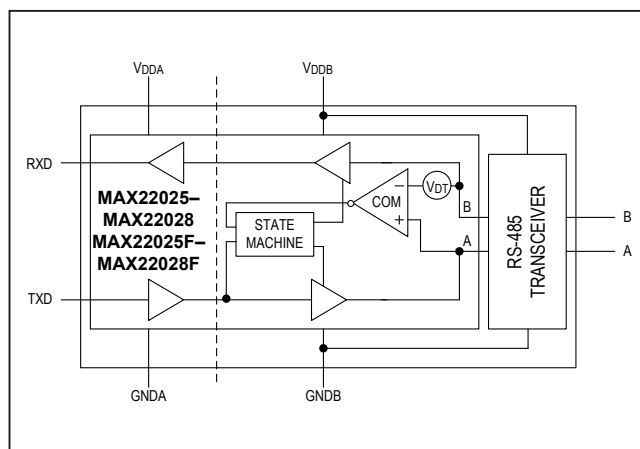 VDDA
VDDB
RXD
MAX22025–
MAX22028
MAX22025F–
MAX22028F
STATE
MACHINE
COM
–
+
VDT
B
A
RS-485
TRANSCEIVER
B
A
TXD
GNDA
GNDB